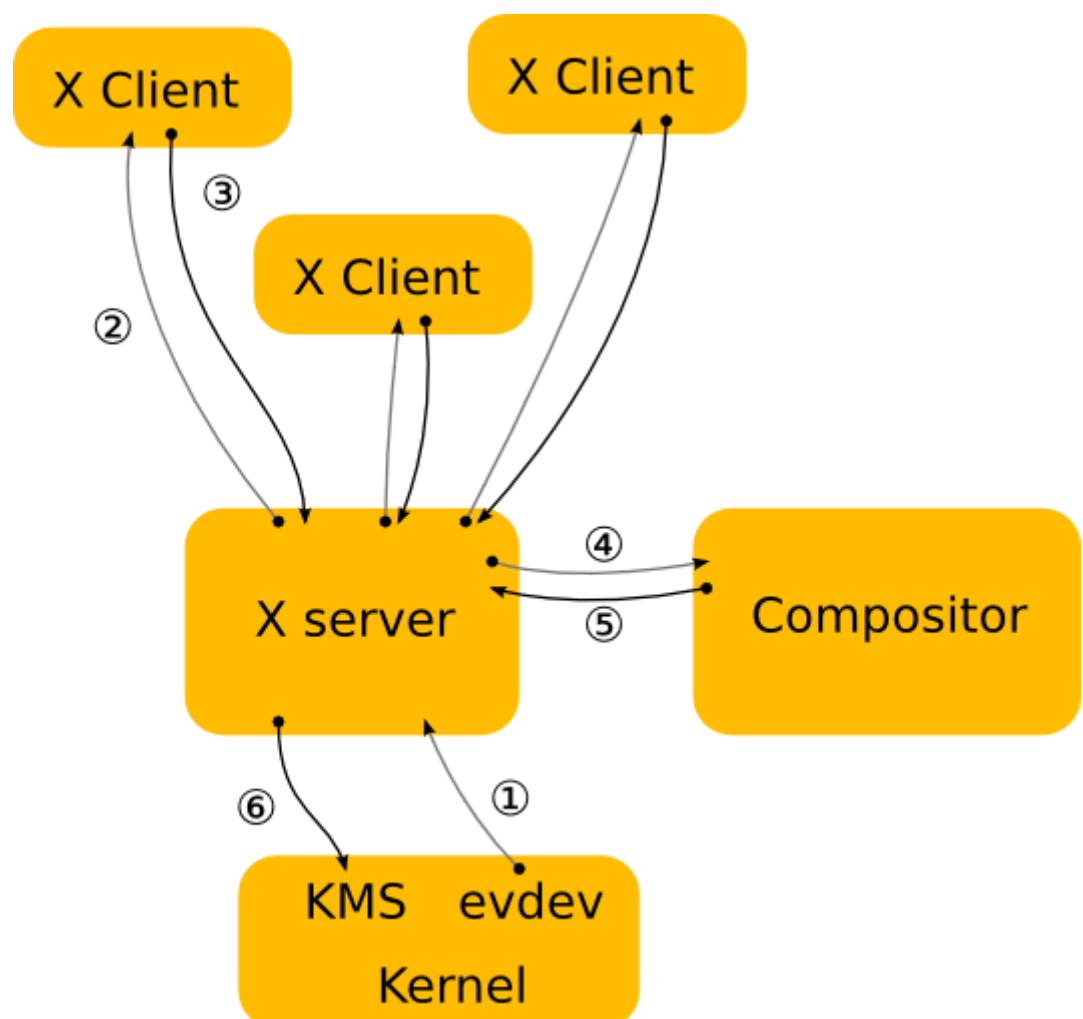 X Client
X Client
③
X Client
②
④
X server
Compositor
⑤
⑥
①
KMS evdev
Kernel